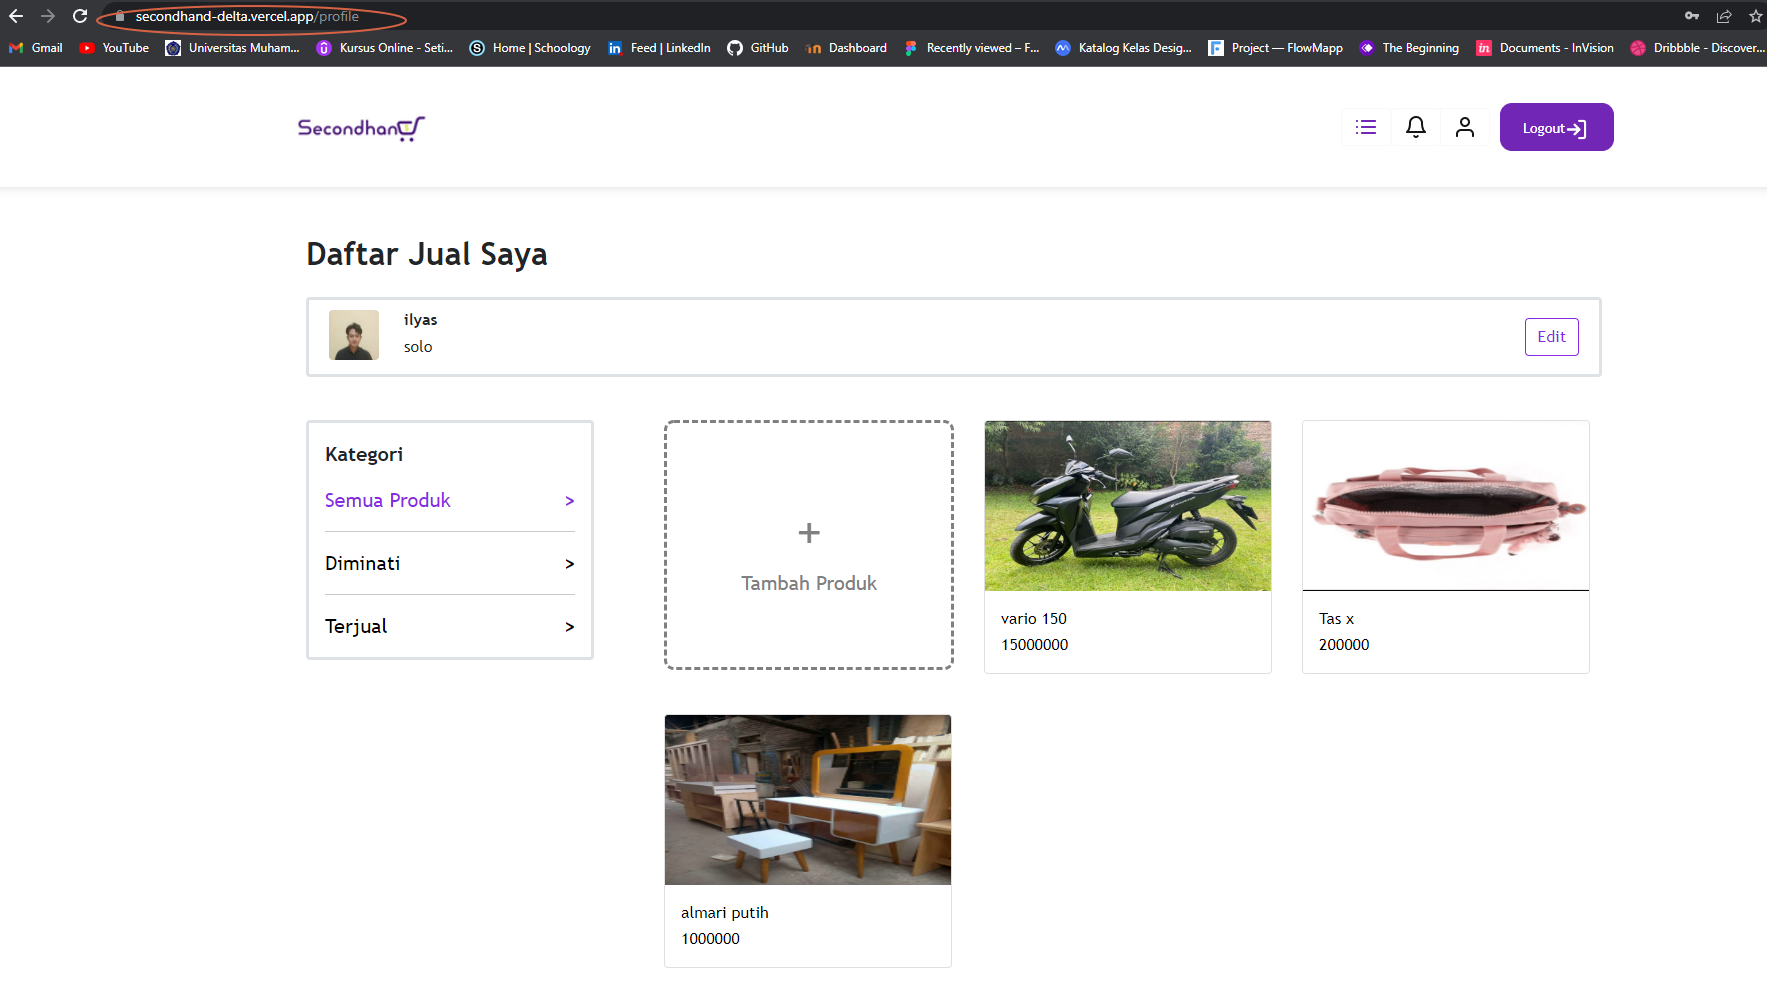 secondhand-delta.vercel.app/profile
Gmail YouTube Universitas Muham... Kursus Online - Seti... Home | Schoology Feed | LinkedIn GitHub Dashboard Recently viewed – F... Katalog Kelas Desig... Project — FlowMapp The Beginning Documents - InVision Dribbble - Discover...
Secondhand
Logout
Daftar Jual Saya
ilyas
solo
Edit
Kategori
Semua Produk >
Diminati >
Terjual >
+
Tambah Produk
vario 150
15000000
Tas x
200000
almari putih
1000000